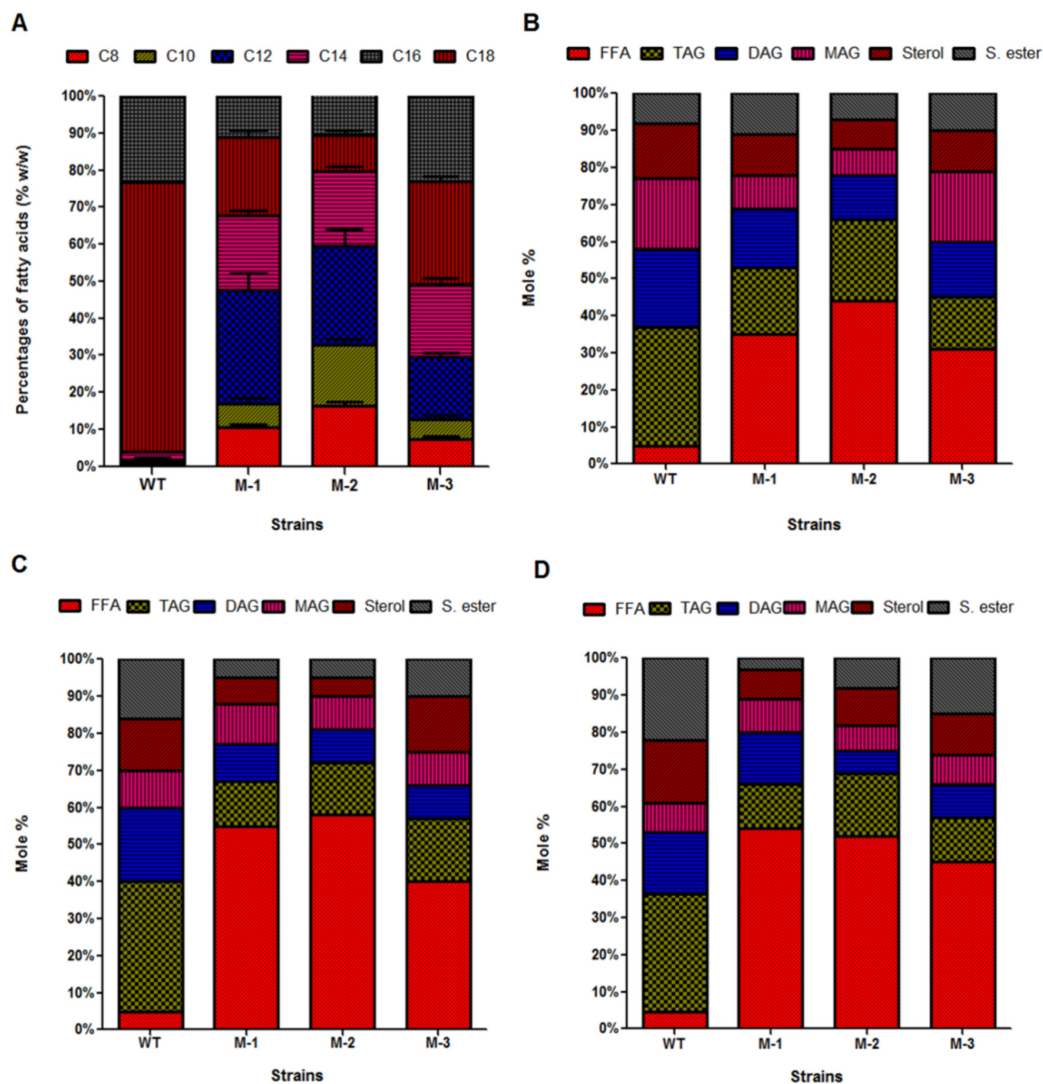 A
C8 C10 C12 C14 C16 C18
Percentages of fatty acids (% w/w)
100%
90%
80%
70%
60%
50%
40%
30%
20%
10%
0%
WT M-1 M-2 M-3
Strains
B
FFA TAG DAG MAG Sterol S. ester
Mole %
100%
90%
80%
70%
60%
50%
40%
30%
20%
10%
0%
WT M-1 M-2 M-3
Strains
C
FFA TAG DAG MAG Sterol S. ester
Mole %
100%
90%
80%
70%
60%
50%
40%
30%
20%
10%
0%
WT M-1 M-2 M-3
Strains
D
FFA TAG DAG MAG Sterol S. ester
Mole %
100%
90%
80%
70%
60%
50%
40%
30%
20%
10%
0%
WT M-1 M-2 M-3
Strains